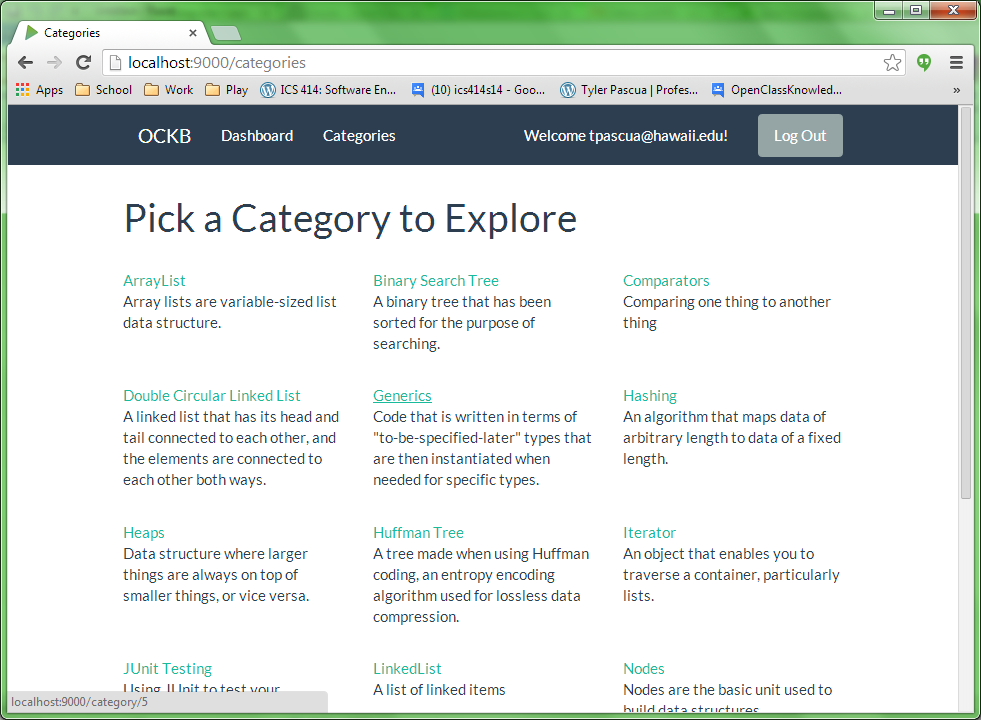 Categories
localhost:9000/categories
Apps School Work Play ICS 414: Software En... (10) ics414s14 - Goo... Tyler Pascua | Profes... OpenClassKnowled... »
OCKB Dashboard Categories Welcome tpascua@hawaii.edu! Log Out
Pick a Category to Explore
ArrayList
Array lists are variable-sized list
data structure.
Binary Search Tree
A binary tree that has been
sorted for the purpose of
searching.
Comparators
Comparing one thing to another
thing
Double Circular Linked List
A linked list that has its head and
tail connected to each other, and
the elements are connected to
each other both ways.
Generics
Code that is written in terms of
"to-be-specified-later" types that
are then instantiated when
needed for specific types.
Hashing
An algorithm that maps data of
arbitrary length to data of a fixed
length.
Heaps
Data structure where larger
things are always on top of
smaller things, or vice versa.
Huffman Tree
A tree made when using Huffman
coding, an entropy encoding
algorithm used for lossless data
compression.
Iterator
An object that enables you to
traverse a container, particularly
lists.
JUnit Testing
Using JUnit to test your
LinkedList
A list of linked items
Nodes
Nodes are the basic unit used to
build data structures
localhost:9000/category/5